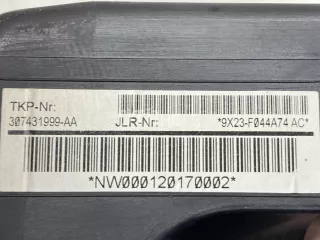 TKP-Nr:
307431999-AA JLR-Nr: *9X23-F044A74 AC*
*NW000120170002*